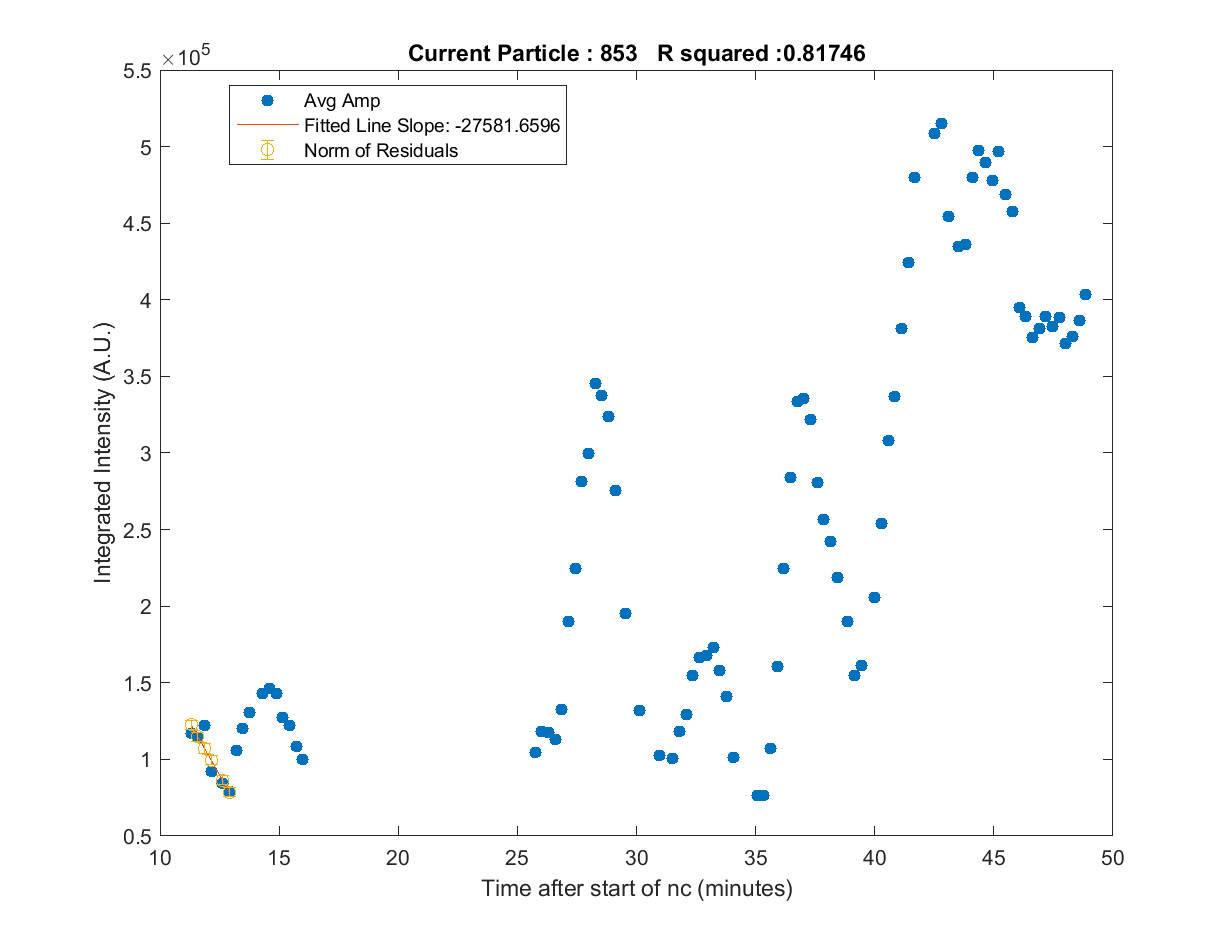 Current Particle : 853   R squared :0.81746
×10^5
5.5
5
4.5
4
3.5
3
2.5
2
1.5
1
0.5
Avg Amp
Fitted Line Slope: -27581.6596
Norm of Residuals
Integrated Intensity (A.U.)
10 15 20 25 30 35 40 45 50
Time after start of nc (minutes)